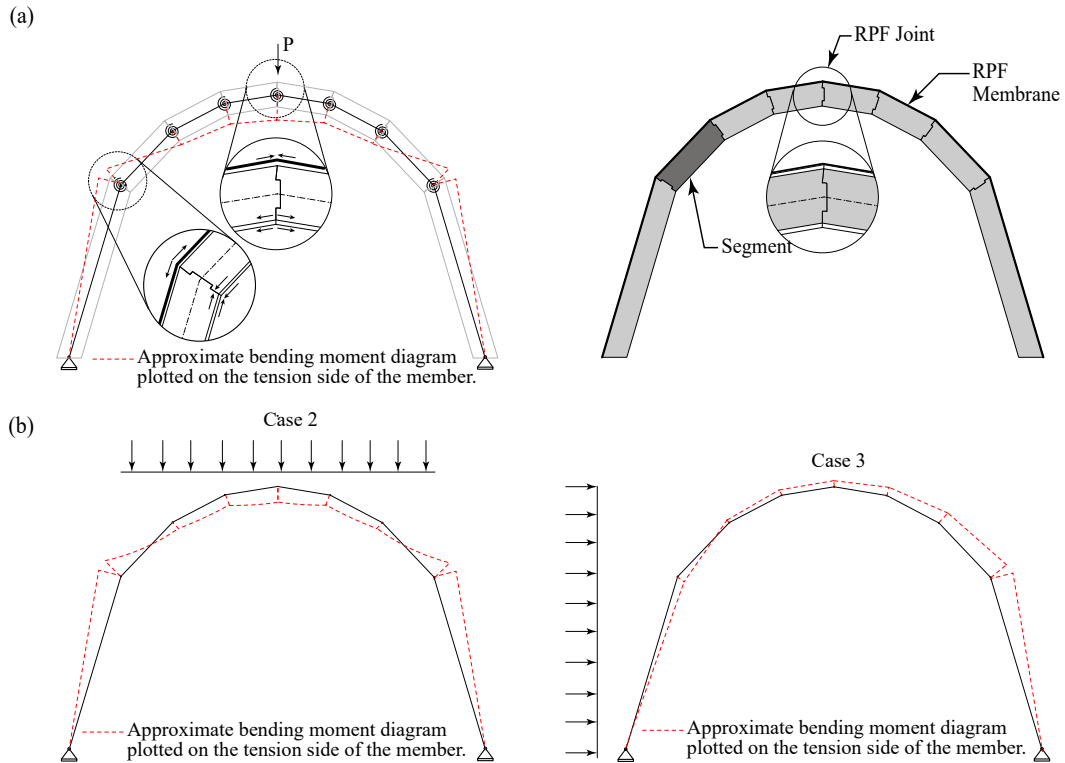 (a)
P
Approximate bending moment diagram
plotted on the tension side of the member.
RPF Joint
RPF
Membrane
Segment
(b)
Case 2
Approximate bending moment diagram
plotted on the tension side of the member.
Case 3
Approximate bending moment diagram
plotted on the tension side of the member.